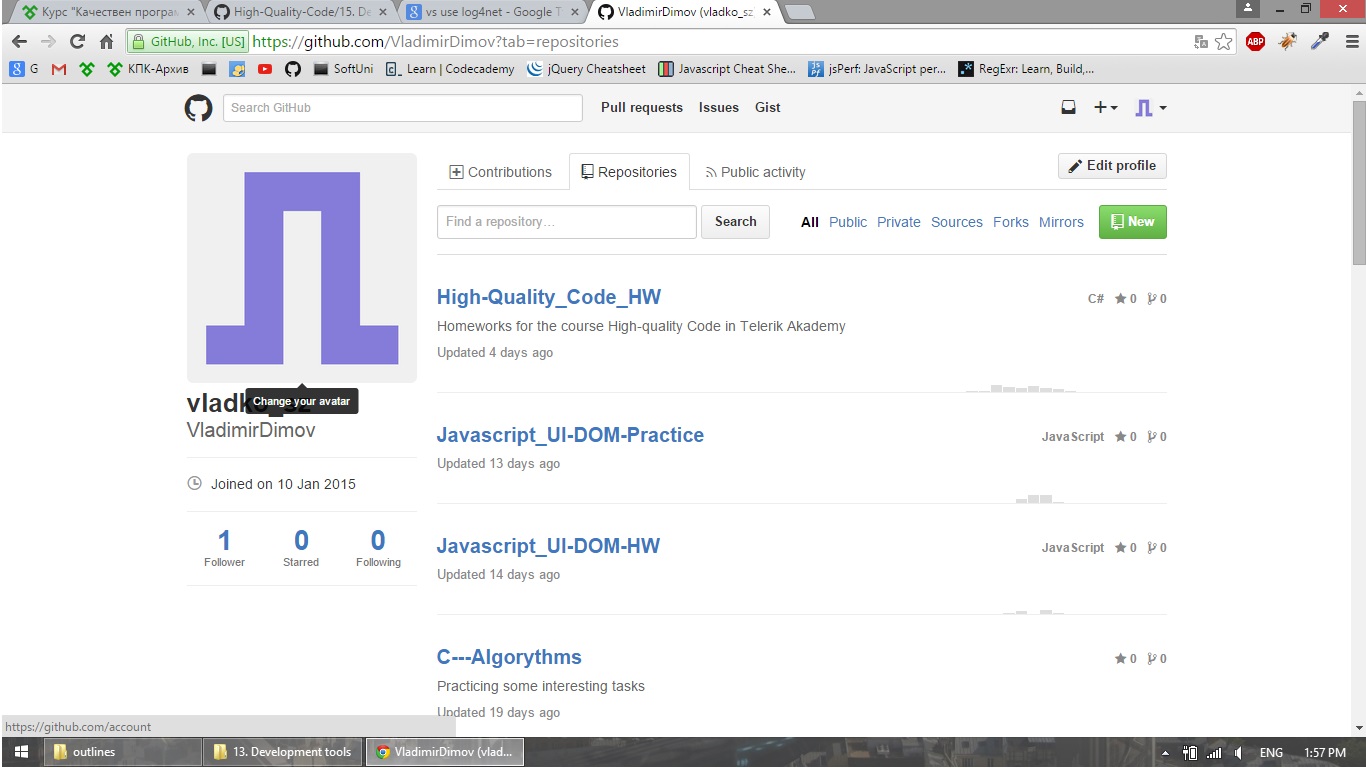 Курс "Качествен програм
High-Quality-Code/15. De
vs use log4net - Google T
VladimirDimov (vladko_sz
GitHub, Inc. [US] https://github.com/VladimirDimov?tab=repositories
ABP
G
КПК-Архив
SoftUni
Learn | Codecademy
jQuery Cheatsheet
Javascript Cheat She...
jsPerf: JavaScript per...
RegExr: Learn, Build,...
Search GitHub
Pull requests
Issues
Gist
Contributions
Repositories
Public activity
Edit profile
Find a repository...
Search
All
Public
Private
Sources
Forks
Mirrors
New
Change your avatar
vladko_sz
VladimirDimov
Joined on 10 Jan 2015
1
Follower
0
Starred
0
Following
High-Quality_Code_HW
C# 0 0
Homeworks for the course High-quality Code in Telerik Akademy
Updated 4 days ago
Javascript_UI-DOM-Practice
JavaScript 0 0
Updated 13 days ago
Javascript_UI-DOM-HW
JavaScript 0 0
Updated 14 days ago
C---Algorythms
0 0
Practicing some interesting tasks
Updated 19 days ago
https://github.com/account
outlines
13. Development tools
VladimirDimov (vlad...
ENG
1:57 PM